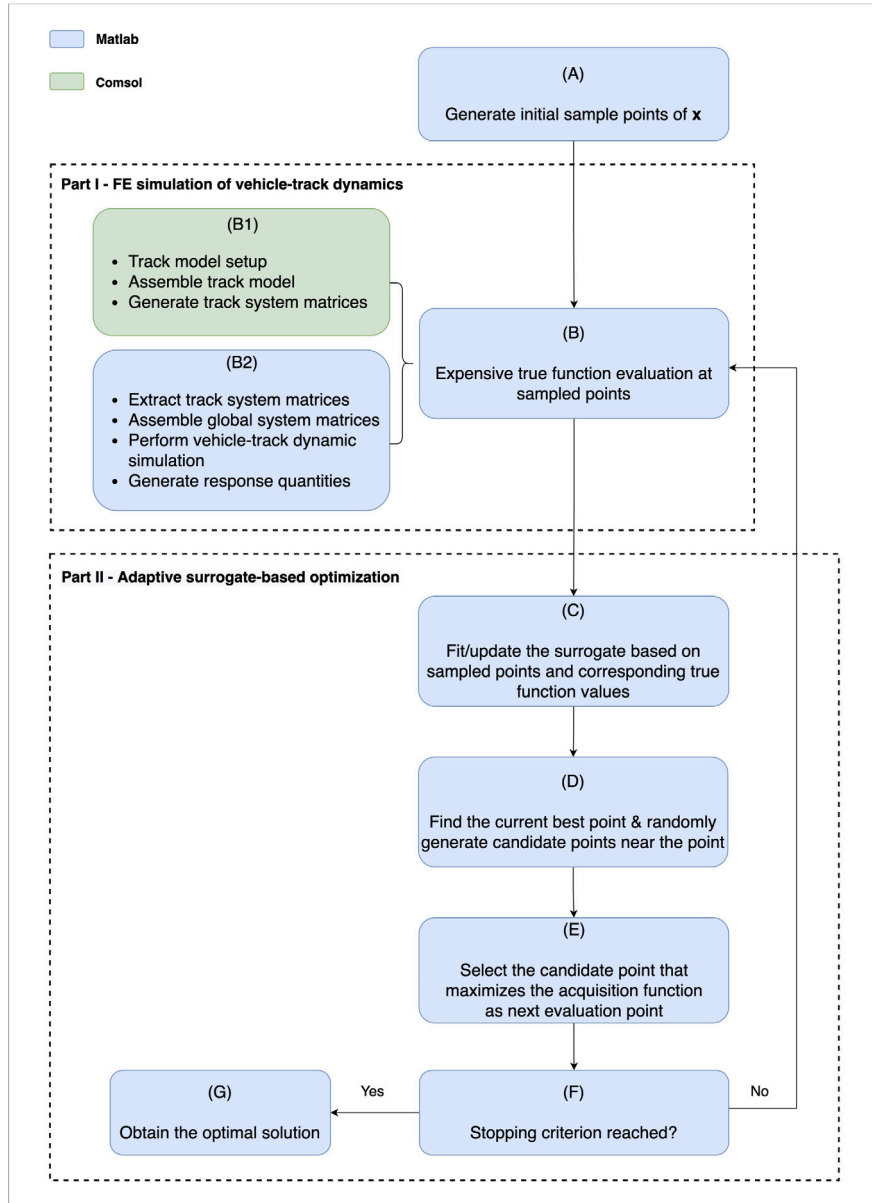 Matlab
Comsol
(A)
Generate initial sample points of x
Part I - FE simulation of vehicle-track dynamics
(B1)
• Track model setup
• Assemble track model
• Generate track system matrices
(B2)
• Extract track system matrices
• Assemble global system matrices
• Perform vehicle-track dynamic
simulation
• Generate response quantities
(B)
Expensive true function evaluation at
sampled points
Part II - Adaptive surrogate-based optimization
(C)
Fit/update the surrogate based on
sampled points and corresponding true
function values
(D)
Find the current best point & randomly
generate candidate points near the point
(E)
Select the candidate point that
maximizes the acquisition function
as next evaluation point
(F)
Stopping criterion reached?
Yes
No
(G)
Obtain the optimal solution